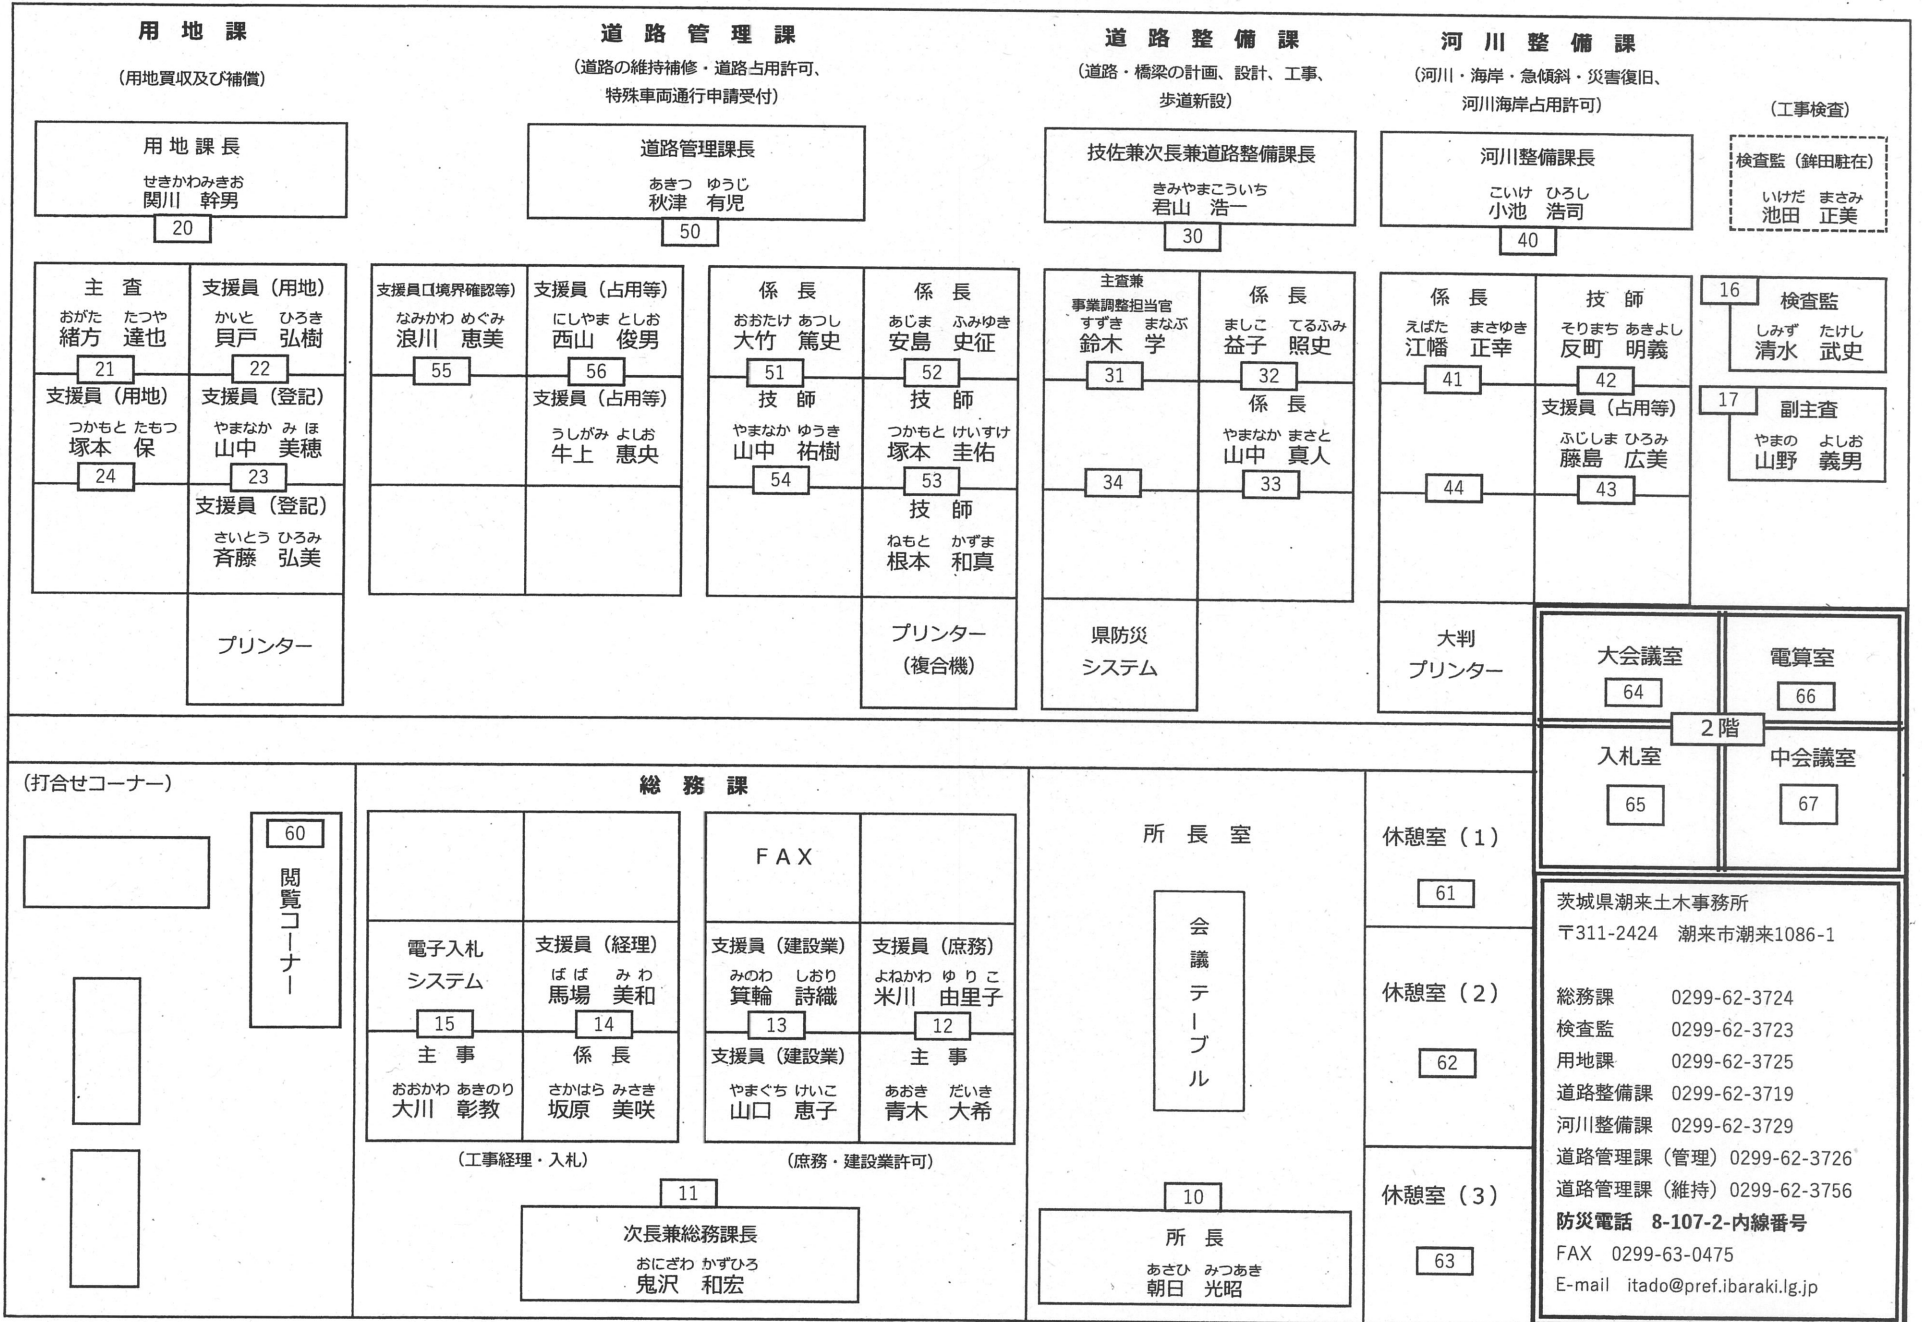 用 地 課
(用地買収及び補償)
用 地 課 長
せきかわみきお
関川 幹男
20
主 査
おがた たつや
緒方 達也
21
支援員(用地)
かいと ひろき
貝戸 弘樹
22
支援員(用地)
つかもと たもつ
塚本 保
24
支援員(登記)
やまなか み ほ
山中 美穂
23
支援員(登記)
さいとう ひろみ
斉藤 弘美
プリンター
道 路 管 理 課
(道路の維持補修・道路占用許可、
特殊車両通行申請受付)
道路管理課長
あきつ ゆうじ
秋津 有児
50
支援員口境界確認等)
なみかわ めぐみ
浪川 恵美
55
支援員(占用等)
にしやま としお
西山 俊男
56
支援員(占用等)
うしがみ よしお
牛上 惠央
係 長
おおたけ あつし
大竹 篤史
51
係 長
あじま ふみゆき
安島 史征
52
技 師
やまなか ゆうき
山中 祐樹
54
技 師
つかもと けいすけ
塚本 圭佑
53
技 師
ねもと かずま
根本 和真
プリンター
(複合機)
道 路 整 備 課
(道路・橋梁の計画、設計、工事、
歩道新設)
技佐兼次長兼道路整備課長
きみやまこういち
君山 浩一
30
主査兼
事業調整担当官
すずき まなぶ
鈴木 学
31
係 長
ましこ てるふみ
益子 照史
32
34
係 長
やまなか まさと
山中 真人
33
県防災
システム
河 川 整 備 課
(河川・海岸・急傾斜・災害復旧、
河川海岸占用許可)
河川整備課長
こいけ ひろし
小池 浩司
40
係 長
えばた まさゆき
江幡 正幸
41
技 師
そりまち あきよし
反町 明義
42
44
支援員(占用等)
ふじしま ひろみ
藤島 広美
43
大判
プリンター
(工事検査)
検査監(鉾田駐在)
いけだ まさみ
池田 正美
16
検査監
しみず たけし
清水 武史
17
副主査
やまの よしお
山野 義男
大会議室
64
電算室
66
2階
入札室
65
中会議室
67
(打合せコーナー)
60
閲覧コーナー
総 務 課
FAX
電子入札
システム
15
支援員(経理)
ば ば み わ
馬場 美和
14
支援員(建設業)
みのわ しおり
箕輪 詩織
13
支援員(庶務)
よねかわ ゆ り こ
米川 由里子
12
主 事
おおかわ あきのり
大川 彰教
係 長
さかはら みさき
坂原 美咲
支援員(建設業)
やまぐち けいこ
山口 恵子
主 事
あおき だいき
青木 大希
(工事経理・入札)
(庶務・建設業許可)
11
次長兼総務課長
おにざわ かずひろ
鬼沢 和宏
所 長 室
会議テーブル
10
所 長
あさひ みつあき
朝日 光昭
休憩室(1)
61
休憩室(2)
62
休憩室(3)
63
茨城県潮来土木事務所
〒311-2424 潮来市潮来1086-1
総務課 0299-62-3724
検査監 0299-62-3723
用地課 0299-62-3725
道路整備課 0299-62-3719
河川整備課 0299-62-3729
道路管理課(管理)0299-62-3726
道路管理課(維持)0299-62-3756
防災電話 8-107-2-内線番号
FAX 0299-63-0475
E-mail itado@pref.ibaraki.lg.jp